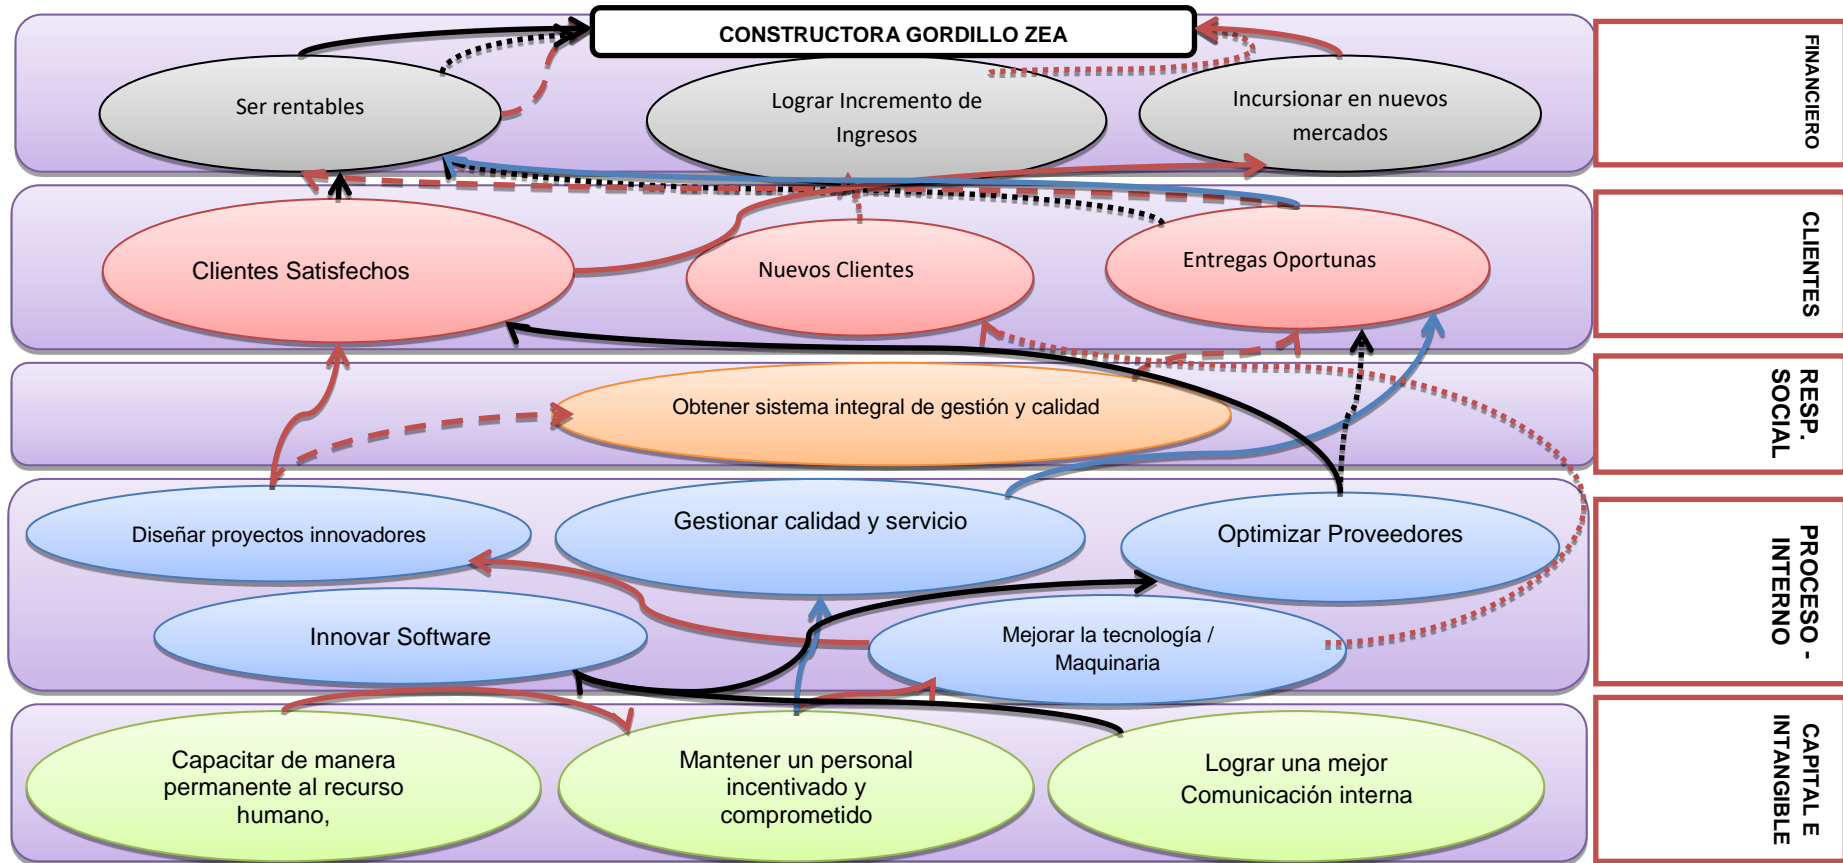 CONSTRUCTORA GORDILLO ZEA
Ser rentables
Lograr Incremento de
Ingresos
Incursionar en nuevos
mercados
FINANCIERO
Clientes Satisfechos
Nuevos Clientes
Entregas Oportunas
CLIENTES
Obtener sistema integral de gestión y calidad
RESP.
SOCIAL
Diseñar proyectos innovadores
Gestionar calidad y servicio
Optimizar Proveedores
Innovar Software
Mejorar la tecnología /
Maquinaria
PROCESO -
INTERNO
Capacitar de manera
permanente al recurso
humano,
Mantener un personal
incentivado y
comprometido
Lograr una mejor
Comunicación interna
CAPITAL E
INTANGIBLE